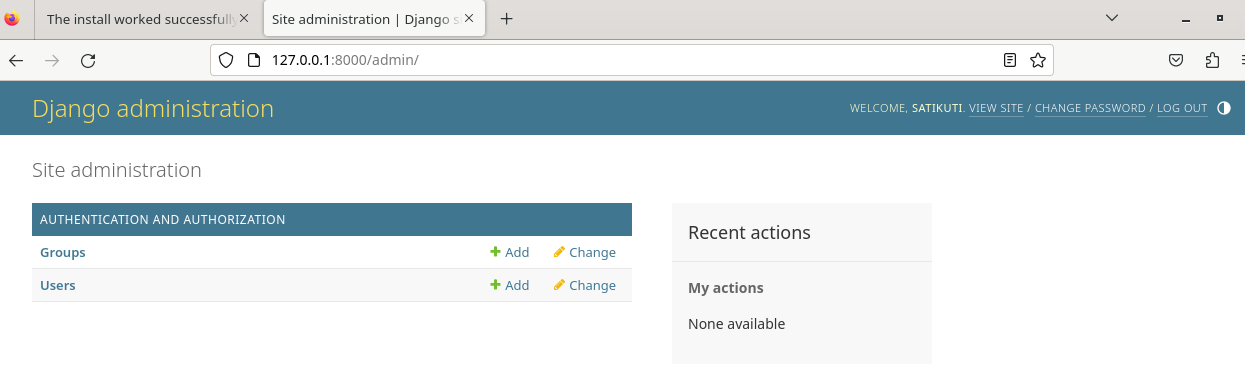 The install worked successfully
Site administration | Django s
127.0.0.1:8000/admin/
Django administration
WELCOME, SATIKUTI. VIEW SITE / CHANGE PASSWORD / LOG OUT
Site administration
AUTHENTICATION AND AUTHORIZATION
Groups Add Change
Users Add Change
Recent actions
My actions
None available